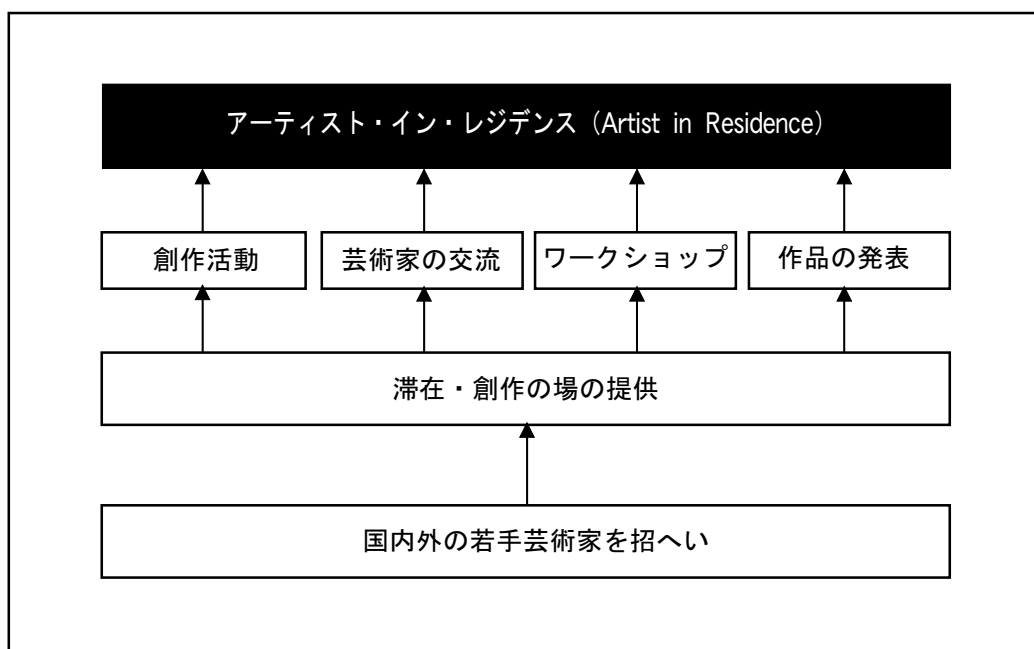 アーティスト・イン・レジデンス（Artist in Residence）
創作活動
芸術家の交流
ワークショップ
作品の発表
滞在・創作の場の提供
国内外の若手芸術家を招へい